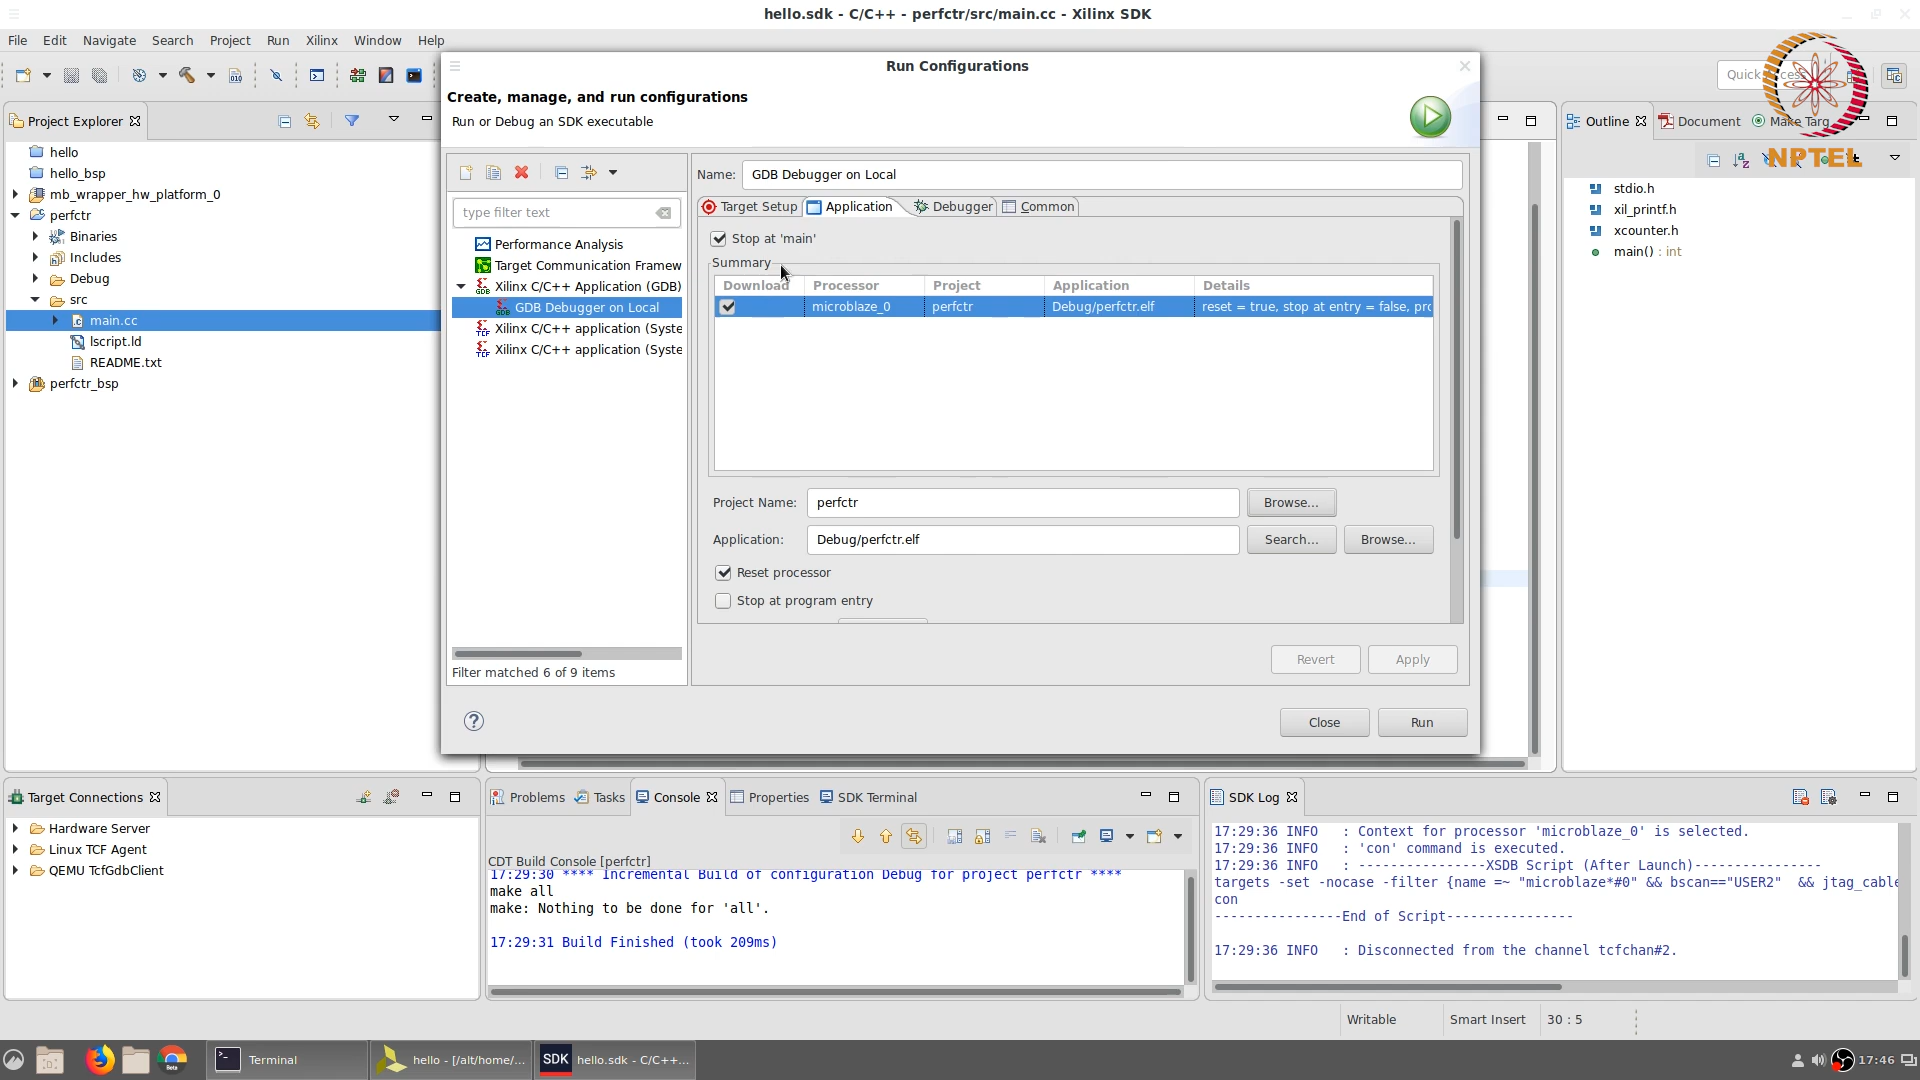 hello.sdk - C/C++ - perfctr/src/main.cc - Xilinx SDK
File Edit Navigate Search Project Run Xilinx Window Help
Quick
NPTEL
Project Explorer
hello
hello_bsp
mb_wrapper_hw_platform_0
perfctr
Binaries
Includes
Debug
src
main.cc
lscript.ld
README.txt
perfctr_bsp
Run Configurations
Create, manage, and run configurations
Run or Debug an SDK executable
type filter text
Performance Analysis
Target Communication Framew
Xilinx C/C++ Application (GDB)
GDB Debugger on Local
Xilinx C/C++ application (Syste
Xilinx C/C++ application (Syste
Filter matched 6 of 9 items
Name: GDB Debugger on Local
Target Setup Application Debugger Common
Stop at 'main'
Summary
Download Processor Project Application Details
microblaze_0 perfctr Debug/perfctr.elf reset = true, stop at entry = false, pro
Project Name: perfctr Browse...
Application: Debug/perfctr.elf Search... Browse...
Reset processor
Stop at program entry
Revert Apply
Close Run
Outline Document Make Targ
stdio.h
xil_printf.h
xcounter.h
main() : int
Target Connections
Hardware Server
Linux TCF Agent
QEMU TcfGdbClient
Problems Tasks Console Properties SDK Terminal
CDT Build Console [perfctr]
17:29:30 **** Incremental Build of configuration Debug for project perfctr ****
make all
make: Nothing to be done for 'all'.
17:29:31 Build Finished (took 209ms)
SDK Log
17:29:36 INFO : Context for processor 'microblaze_0' is selected.
17:29:36 INFO : 'con' command is executed.
17:29:36 INFO : ----------------XSDB Script (After Launch)----------------
targets -set -nocase -filter {name =~ "microblaze*#0" && bscan=="USER2" && jtag_cable
con
----------------End of Script----------------
17:29:36 INFO : Disconnected from the channel tcfchan#2.
Writable Smart Insert 30 : 5
Terminal hello - [/alt/home/... SDK hello.sdk - C/C++... 17:46